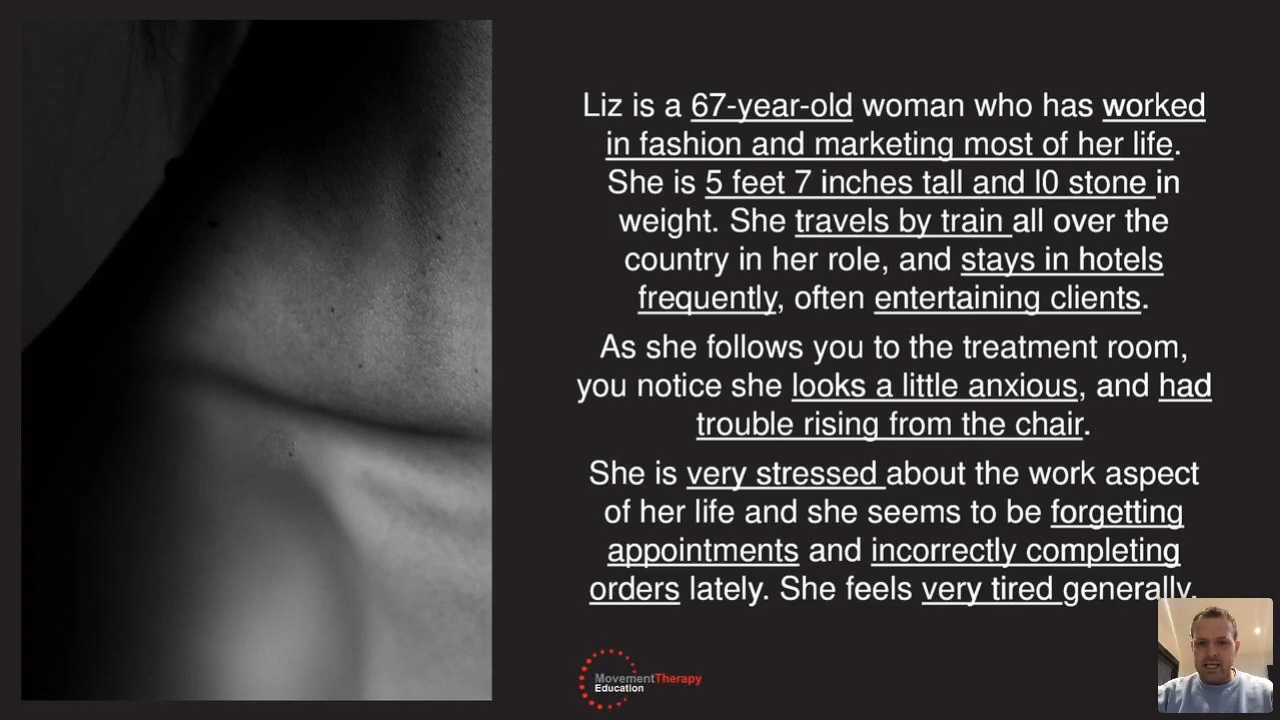 Liz is a 67-year-old woman who has worked
in fashion and marketing most of her life.
She is 5 feet 7 inches tall and l0 stone in
weight. She travels by train all over the
country in her role, and stays in hotels
frequently, often entertaining clients.
As she follows you to the treatment room,
you notice she looks a little anxious, and had
trouble rising from the chair.
She is very stressed about the work aspect
of her life and she seems to be forgetting
appointments and incorrectly completing
orders lately. She feels very tired generally.
MovementTherapy
Education